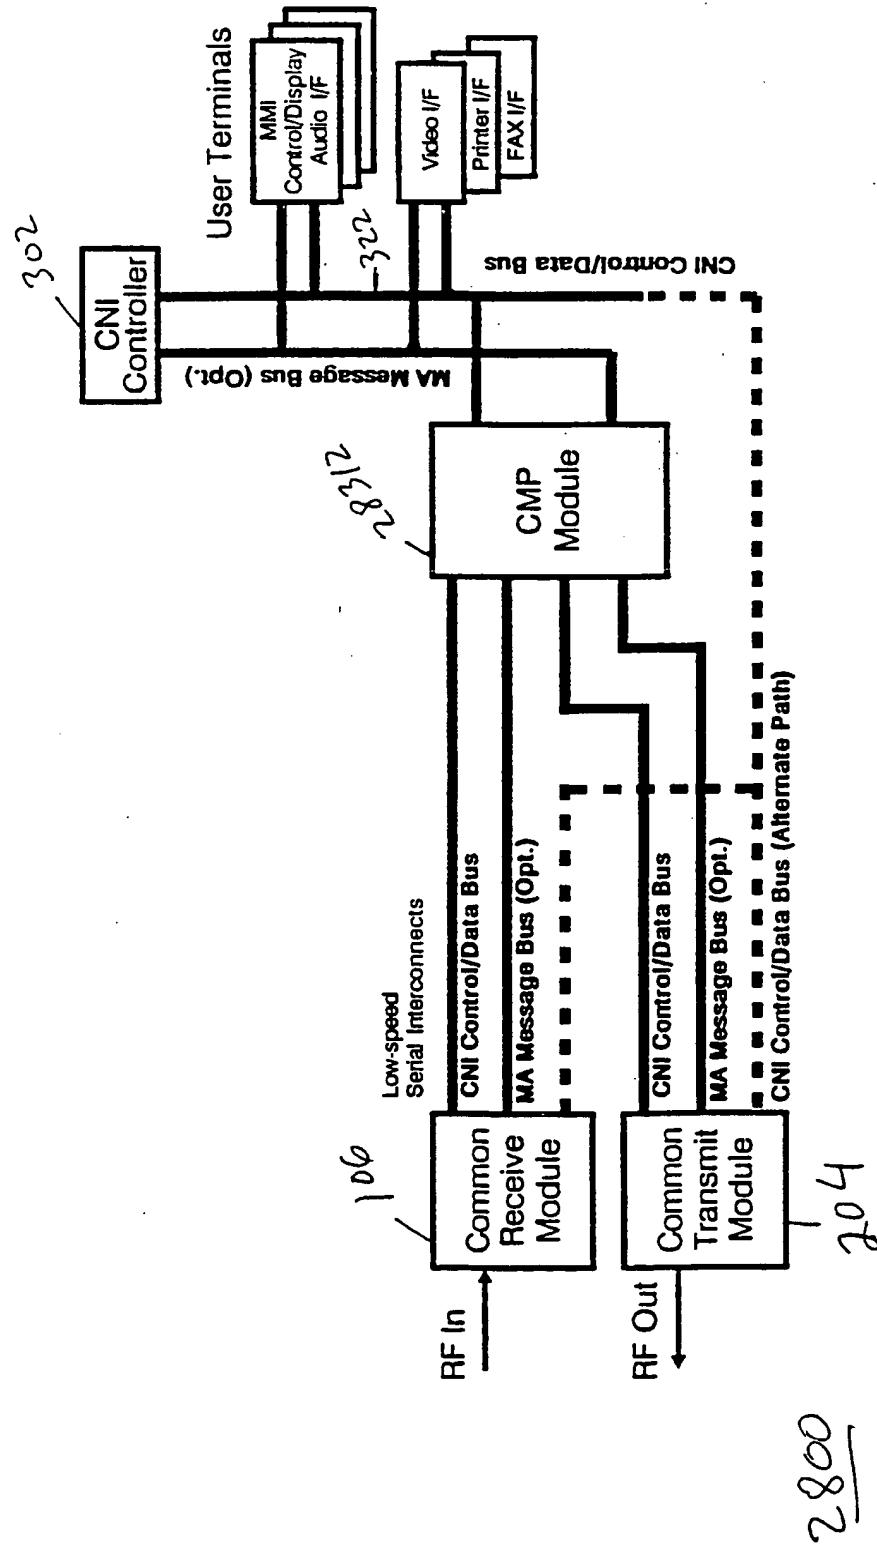 2800
RF In
RF Out
106
Common
Receive
Module
Common
Transmit
Module
204
Low-speed
Serial Interconnects
CNI Control/Data Bus
MA Message Bus (Opt.)
CNI Control/Data Bus
MA Message Bus (Opt.)
CNI Control/Data Bus (Alternate Path)
28312
CMP
Module
302
CNI
Controller
MA Message Bus (Opt.)
322
CNI Control/Data Bus
User Terminals
MMI
Control/Display
Audio I/F
Video I/F
Printer I/F
FAX I/F